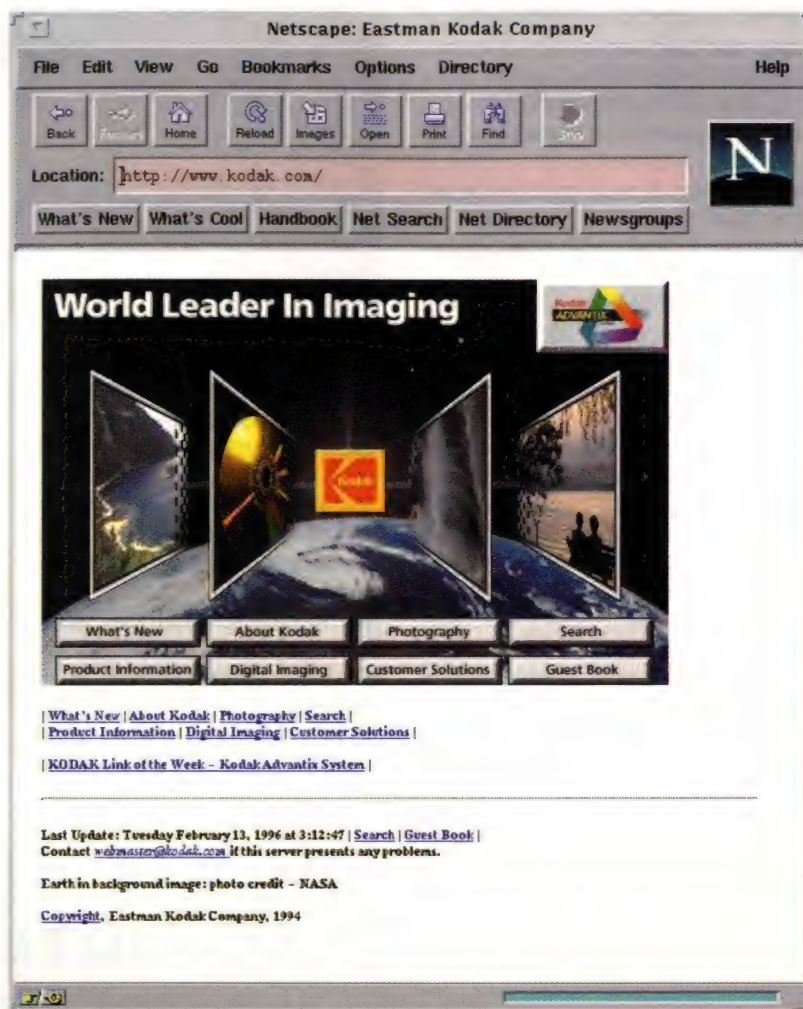 Netscape: Eastman Kodak Company
File Edit View Go Bookmarks Options Directory Help
Back Forward Home Reload Images Open Print Find Stop
N
Location: http://www.kodak.com/
What's New What's Cool Handbook Net Search Net Directory Newsgroups
World Leader In Imaging
Kodak
ADVANTIX
Kodak
What's New About Kodak Photography Search
Product Information Digital Imaging Customer Solutions Guest Book
| What's New | About Kodak | Photography | Search |
| Product Information | Digital Imaging | Customer Solutions |
| KODAK Link of the Week – Kodak Advantix System |
Last Update: Tuesday February 13, 1996 at 3:12:47 | Search | Guest Book |
Contact webmaster@kodak.com if this server presents any problems.
Earth in background image: photo credit – NASA
Copyright, Eastman Kodak Company, 1994